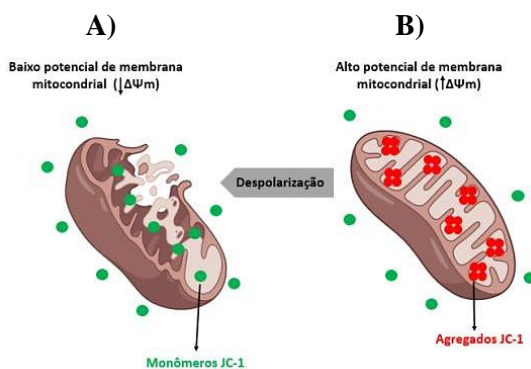 A)
B)
Baixo potencial de membrana
mitocondrial (↓ΔΨm)
Alto potencial de membrana
mitocondrial (↑ΔΨm)
Despolarização
Monômeros JC-1
Agregados JC-1